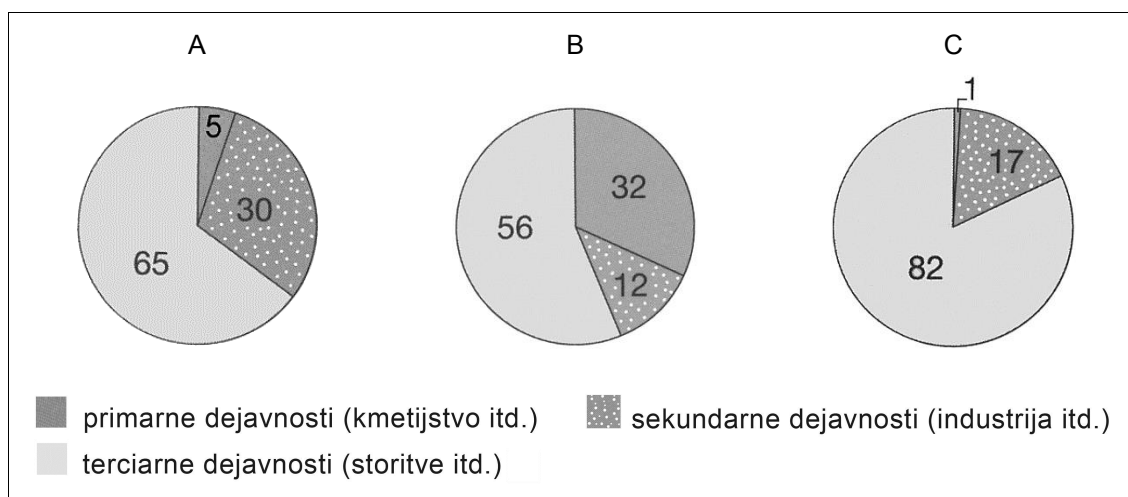 A
B
C
5
30
65
32
12
56
1
17
82
primarne dejavnosti (kmetijstvo itd.)
sekundarne dejavnosti (industrija itd.)
terciarne dejavnosti (storitve itd.)